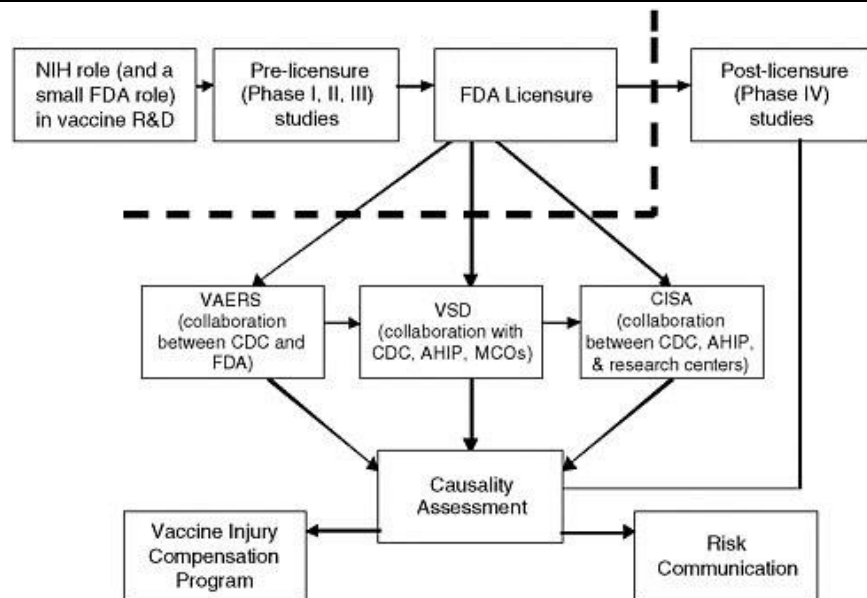 NIH role (and a
small FDA role)
in vaccine R&D
Pre-licensure
(Phase I, II, III)
studies
FDA Licensure
Post-licensure
(Phase IV)
studies
VAERS
(collaboration
between CDC and
FDA)
VSD
(collaboration with
CDC, AHIP, MCOs)
CISA
(collaboration
between CDC, AHIP,
& research centers)
Causality
Assessment
Vaccine Injury
Compensation
Program
Risk
Communication